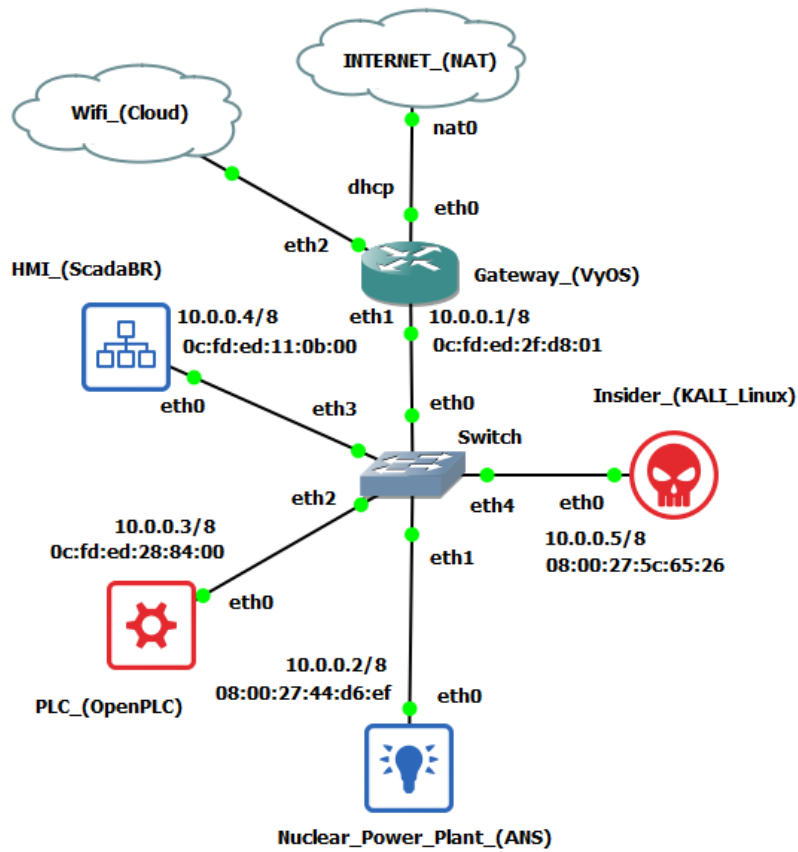 INTERNET_(NAT)
Wifi_(Cloud)
nat0
dhcp
eth0
eth2
HMI_(ScadaBR)
Gateway_(VyOS)
10.0.0.4/8
eth1
10.0.0.1/8
0c:fd:ed:11:0b:00
0c:fd:ed:2f:d8:01
Insider_(KALI_Linux)
eth0
eth3
eth0
Switch
eth2
eth4
eth0
10.0.0.3/8
0c:fd:ed:28:84:00
10.0.0.5/8
08:00:27:5c:65:26
eth1
eth0
10.0.0.2/8
08:00:27:44:d6:ef
eth0
PLC_(OpenPLC)
Nuclear_Power_Plant_(ANS)